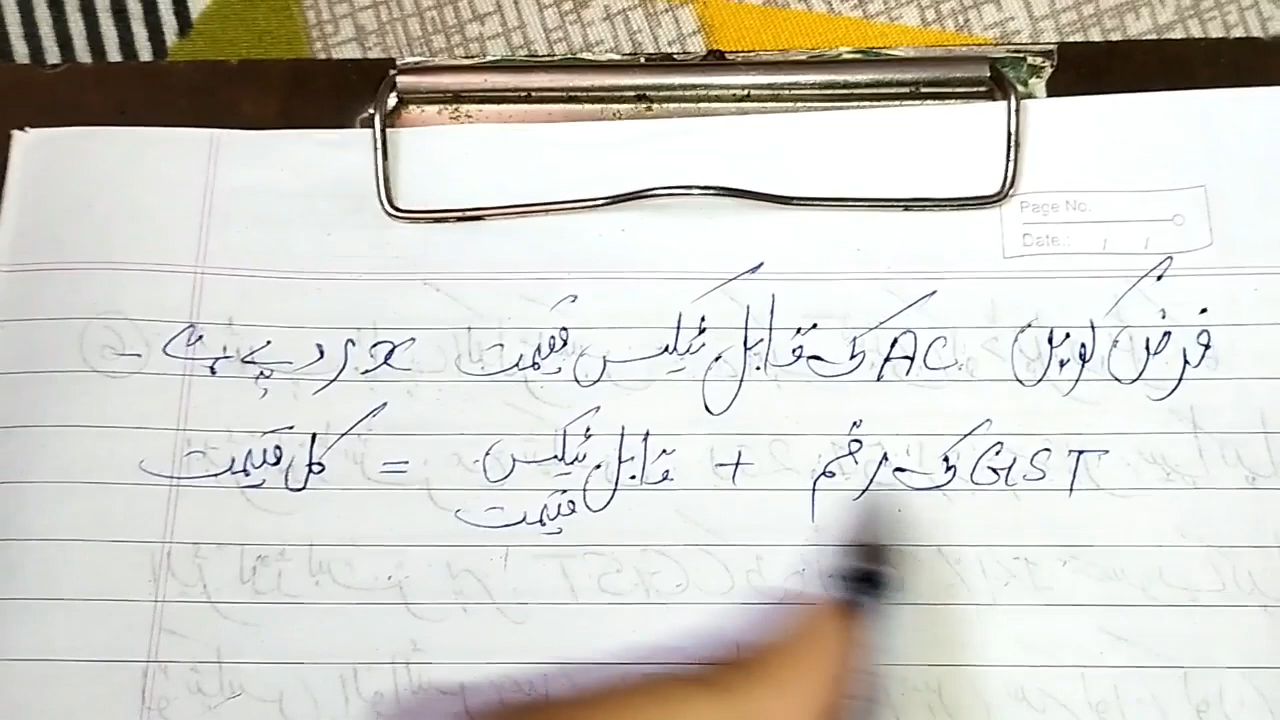 Page No.
Date.: / /
فرض کریں AC کی قابل ٹیکس قیمت x روپے ہے -
کل قیمت = قابل ٹیکس قیمت + GST کی رقم